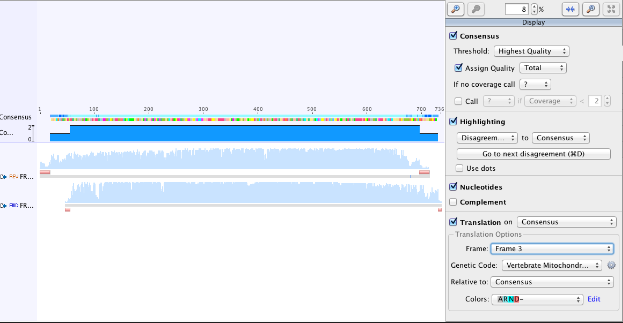 8 %
Display
Consensus
Threshold: Highest Quality
Assign Quality Total
If no coverage call ?
Call ? if Coverage < 2
Highlighting
Disagreem... to Consensus
Go to next disagreement (⌘D)
Use dots
Nucleotides
Complement
Translation on Consensus
Translation Options
Frame: Frame 3
Genetic Code: Vertebrate Mitochondr...
Relative to: Consensus
Colors: ARND- Edit
1 100 200 300 400 500 600 700 736
Consensus
Co... 2
0
FR...
FR...